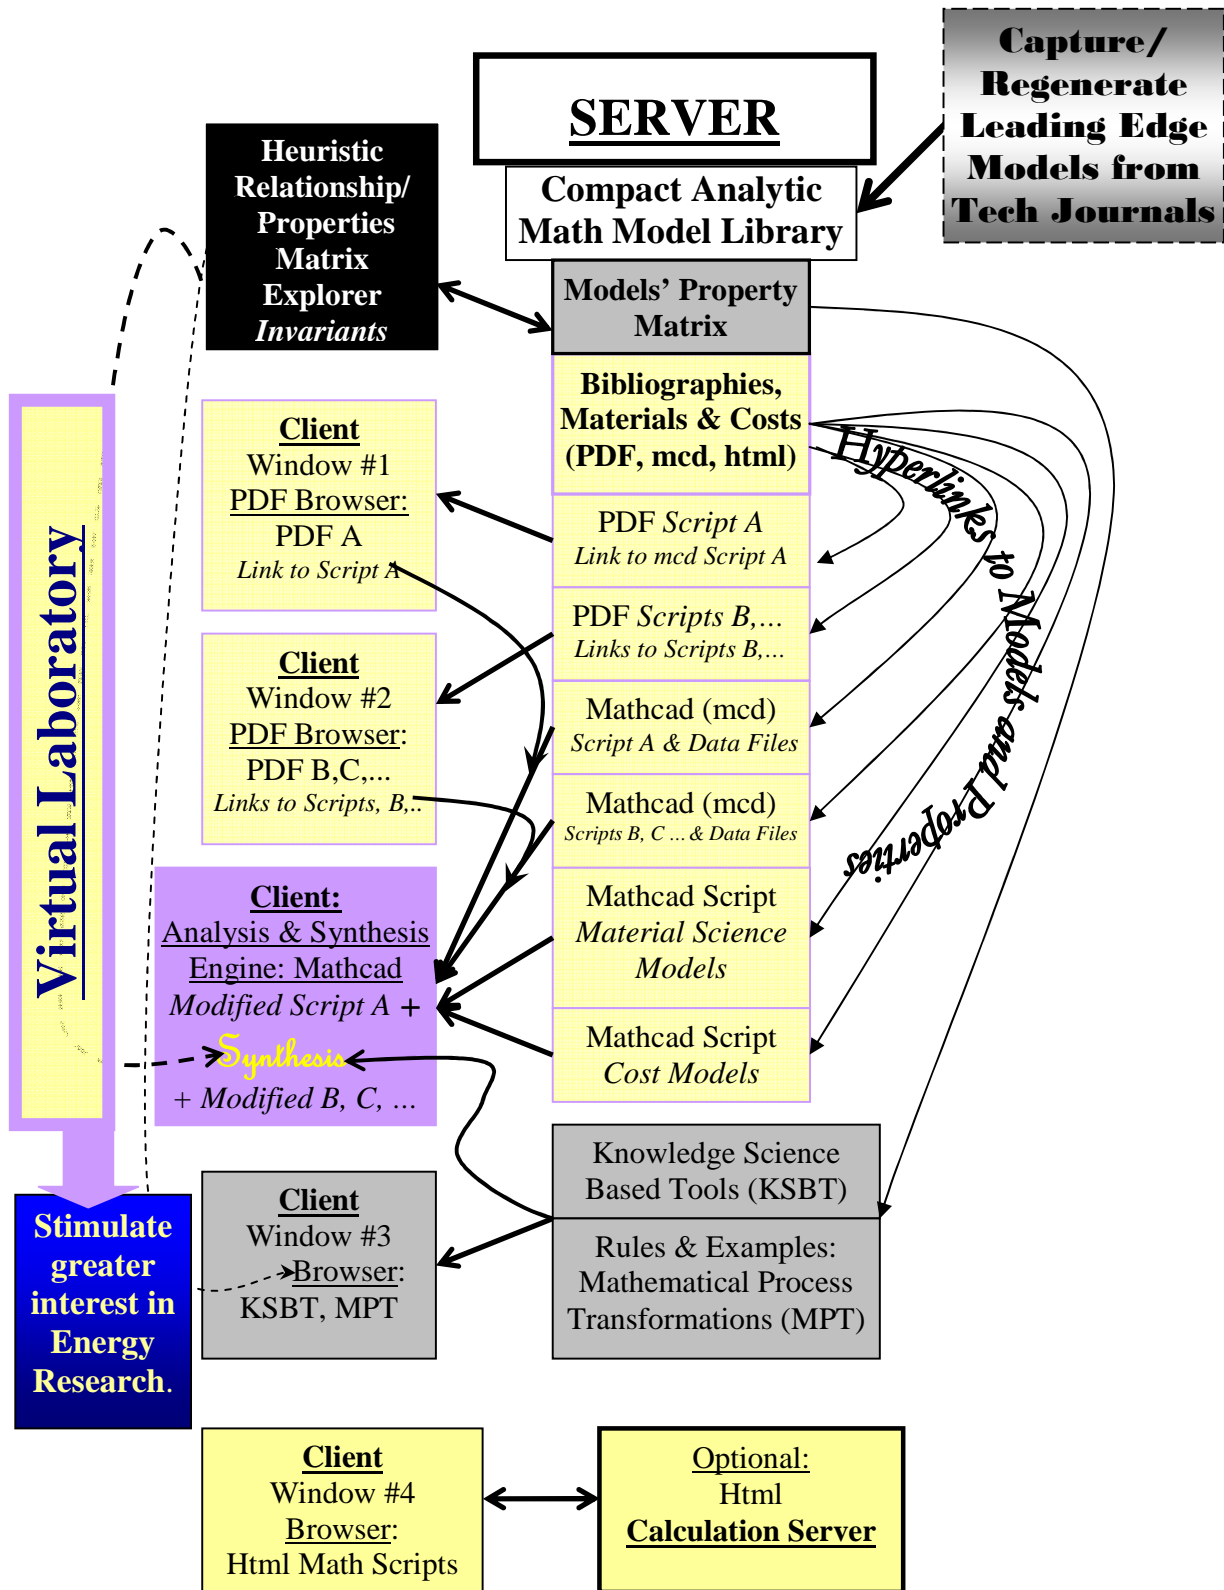 Capture/
Regenerate
Leading Edge
Models from
Tech Journals
SERVER
Compact Analytic
Math Model Library
Heuristic
Relationship/
Properties
Matrix
Explorer
Invariants
Models’ Property
Matrix
Bibliographies,
Materials & Costs
(PDF, mcd, html)
Hyperlinks to Models and Properties
Client
Window #1
PDF Browser:
PDF A
Link to Script A
PDF Script A
Link to mcd Script A
PDF Scripts B,...
Links to Scripts B,...
Client
Window #2
PDF Browser:
PDF B,C,...
Links to Scripts, B,..
Mathcad (mcd)
Script A & Data Files
Mathcad (mcd)
Scripts B, C ... & Data Files
Virtual Laboratory
Client:
Analysis & Synthesis
Engine: Mathcad
Modified Script A +
Synthesis
+ Modified B, C, ...
Mathcad Script
Material Science
Models
Mathcad Script
Cost Models
Knowledge Science
Based Tools (KSBT)
Rules & Examples:
Mathematical Process
Transformations (MPT)
Client
Window #3
Browser:
KSBT, MPT
Stimulate
greater
interest in
Energy
Research.
Client
Window #4
Browser:
Html Math Scripts
Optional:
Html
Calculation Server